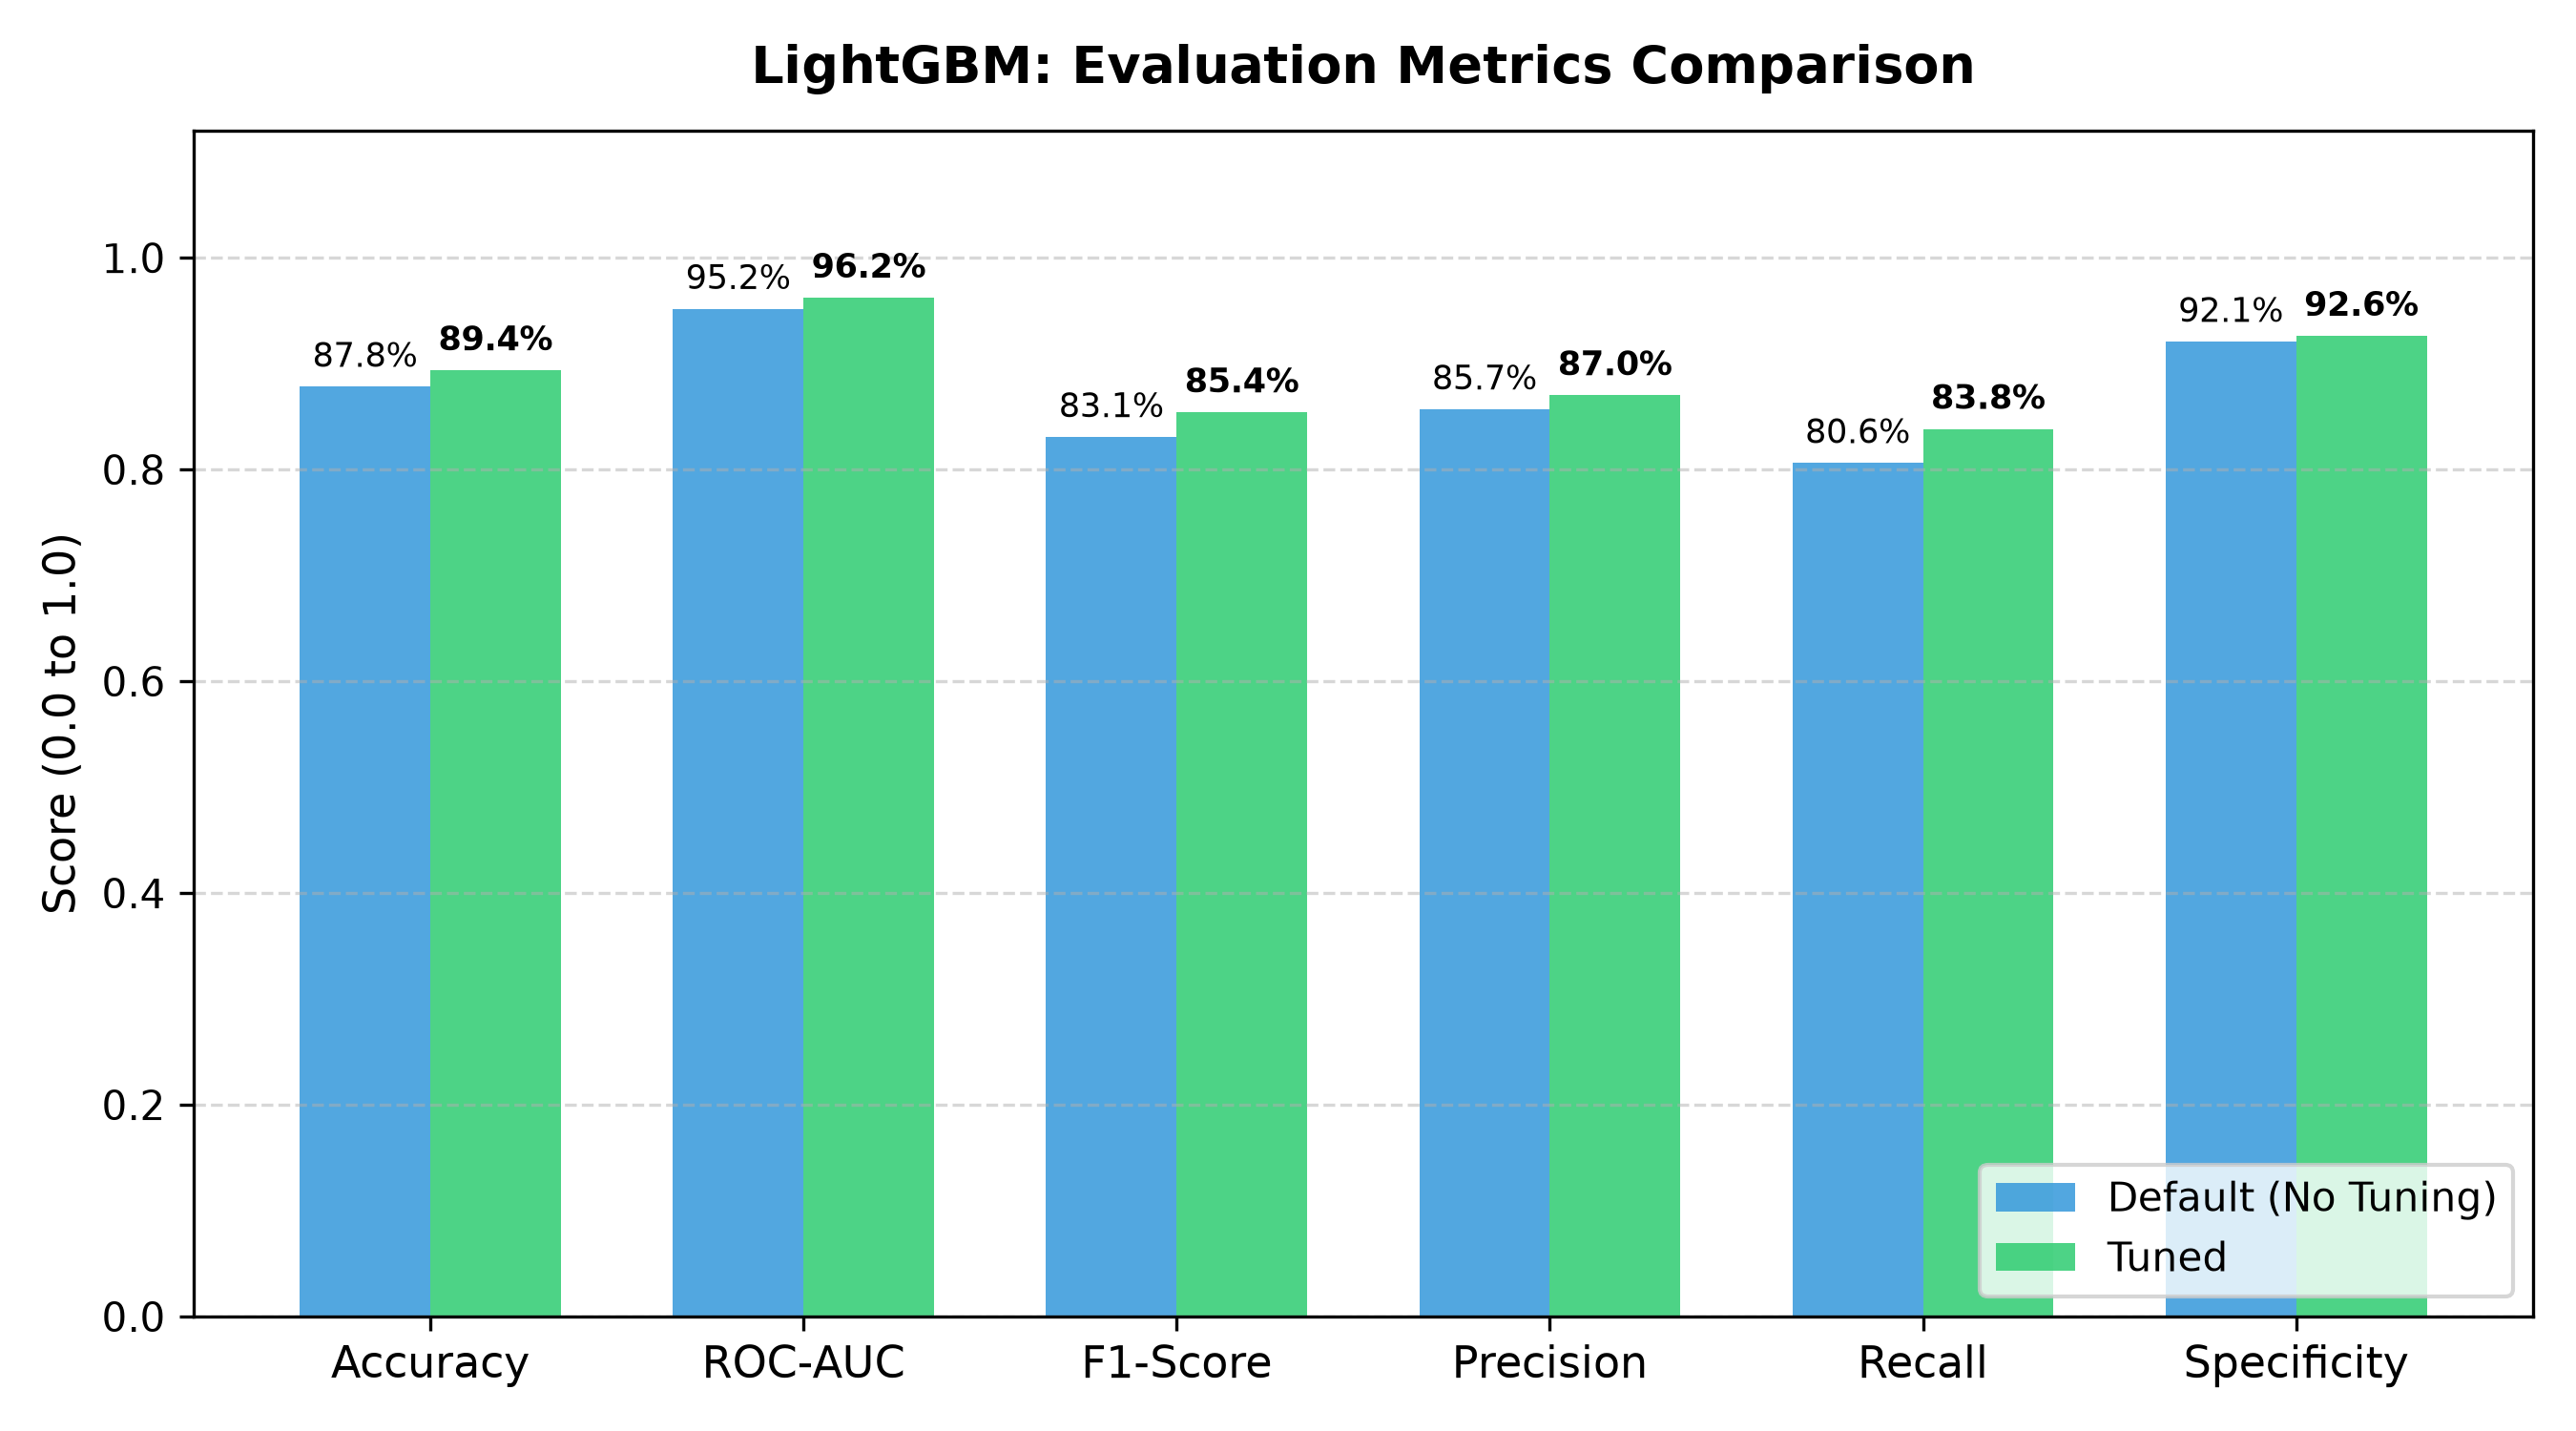 LightGBM: Evaluation Metrics Comparison
Score (0.0 to 1.0)
1.0
0.8
0.6
0.4
0.2
0.0
87.8%
89.4%
95.2%
96.2%
83.1%
85.4%
85.7%
87.0%
80.6%
83.8%
92.1%
92.6%
Default (No Tuning)
Tuned
Accuracy
ROC-AUC
F1-Score
Precision
Recall
Specificity